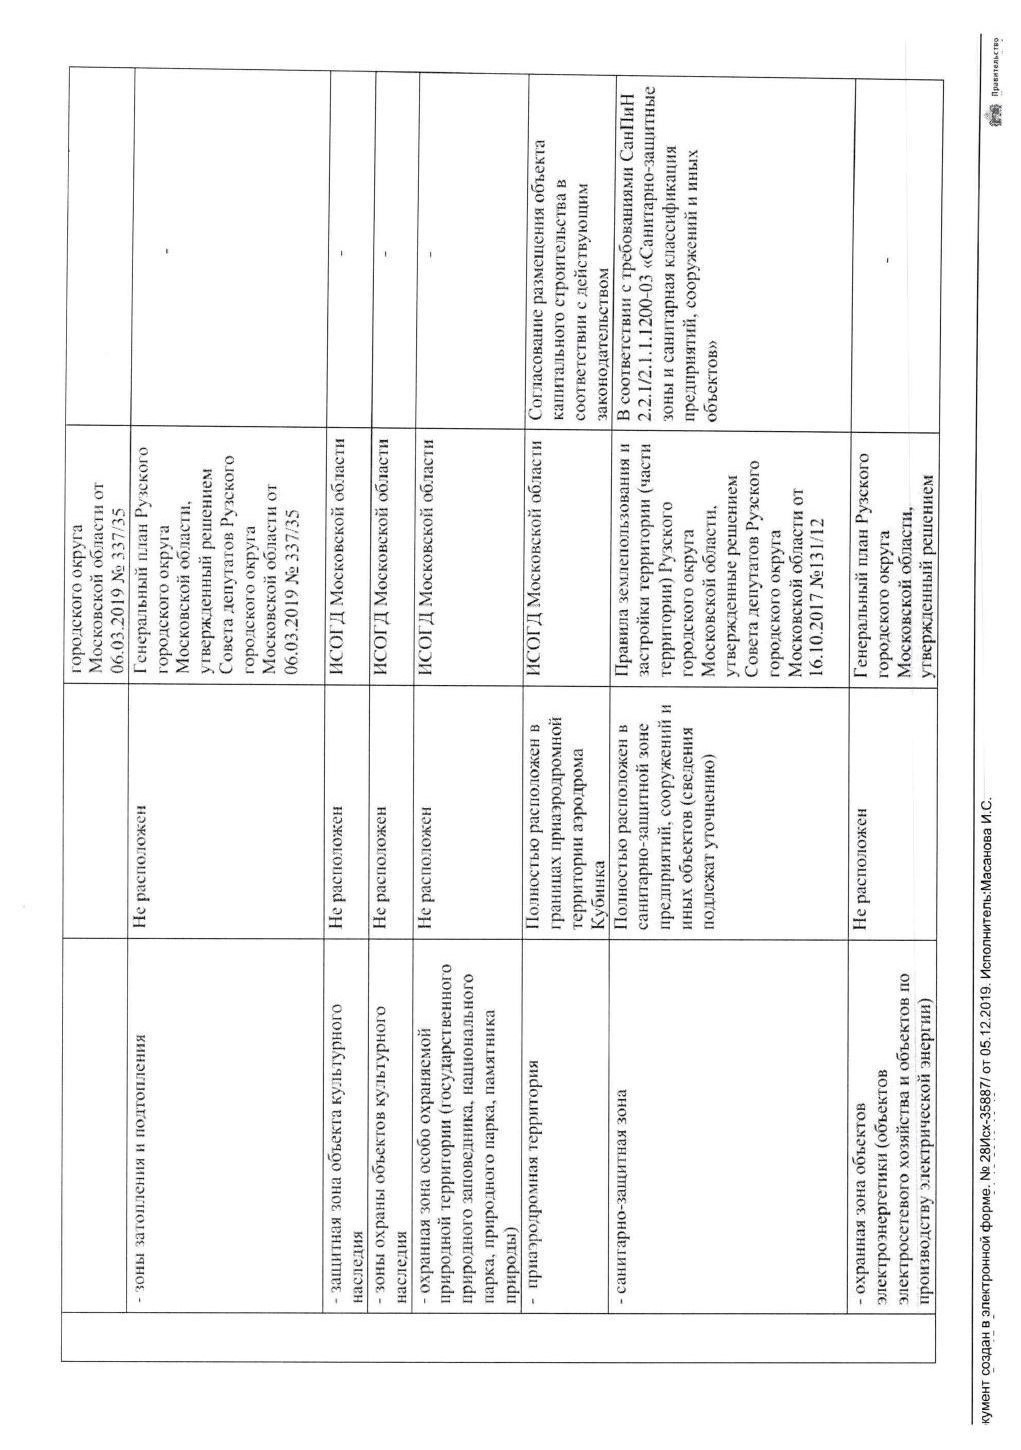 городского округа
Московской области от
06.03.2019 № 337/35
- зоны затопления и подтопления
Не расположен
Генеральный план Рузского
городского округа
Московской области,
утвержденный решением
Совета депутатов Рузского
городского округа
Московской области от
06.03.2019 № 337/35
-
- защитная зона объекта культурного
наследия
Не расположен
ИСОГД Московской области
-
- зоны охраны объектов культурного
наследия
Не расположен
ИСОГД Московской области
-
- охранная зона особо охраняемой
природной территории (государственного
природного заповедника, национального
парка, природного парка, памятника
природы)
Не расположен
ИСОГД Московской области
-
- приаэродромная территория
Полностью расположен в
границах приаэродромной
территории аэродрома
Кубинка
ИСОГД Московской области
Согласование размещения объекта
капитального строительства в
соответствии с действующим
законодательством
- санитарно-защитная зона
Полностью расположен в
санитарно-защитной зоне
предприятий, сооружений и
иных объектов (сведения
подлежат уточнению)
Правила землепользования и
застройки территории (части
территории) Рузского
городского округа
Московской области,
утвержденные решением
Совета депутатов Рузского
городского округа
Московской области от
16.10.2017 №131/12
В соответствии с требованиями СанПиН
2.2.1/2.1.1.1200-03 «Санитарно-защитные
зоны и санитарная классификация
предприятий, сооружений и иных
объектов»
- охранная зона объектов
электроэнергетики (объектов
электросетевого хозяйства и объектов по
производству электрической энергии)
Не расположен
Генеральный план Рузского
городского округа
Московской области,
утвержденный решением
-
кумент создан в электронной форме. № 28Исх-35887/ от 05.12.2019. Исполнитель:Масанова И.С.
Правительство